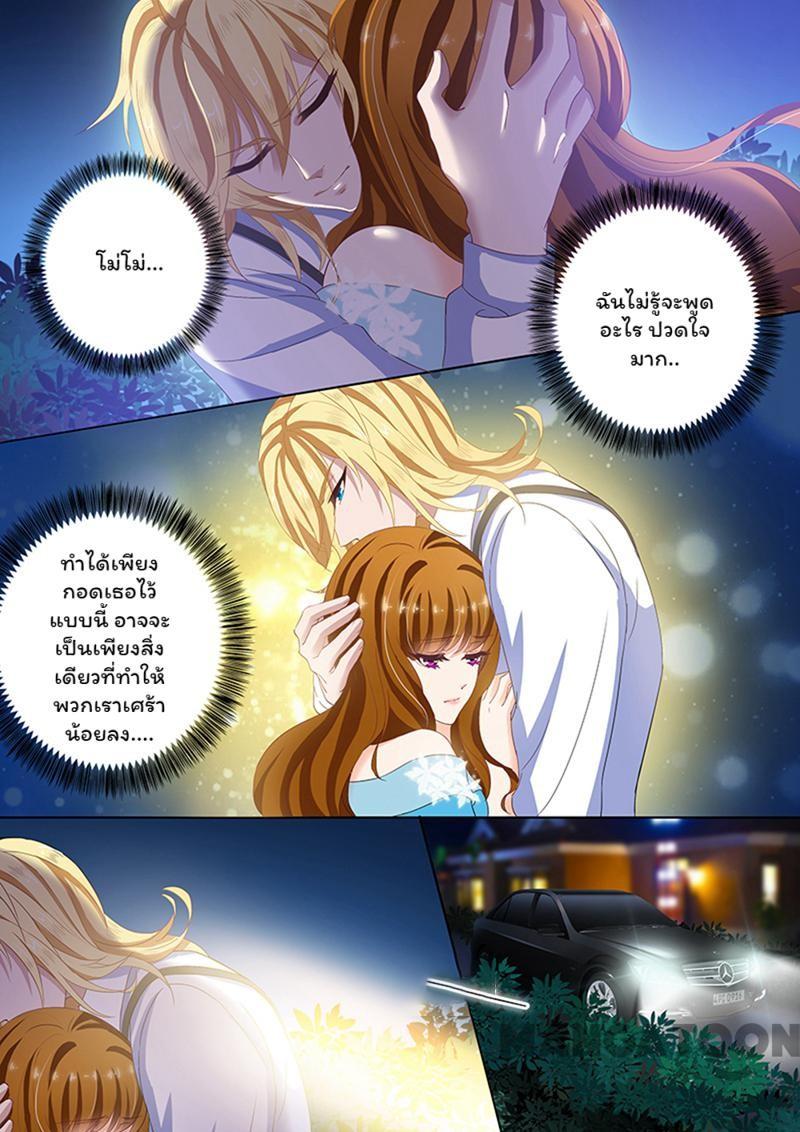 โม่โม่...
ฉันไม่รู้จะพูด
อะไร ปวดใจ
มาก..
ทำได้เพียง
กอดเธอไว้
แบบนี้ อาจจะ
เป็นเพียงสิ่ง
เดียวที่ทำให้
พวกเราเศร้า
น้อยลง....
MANGATOON